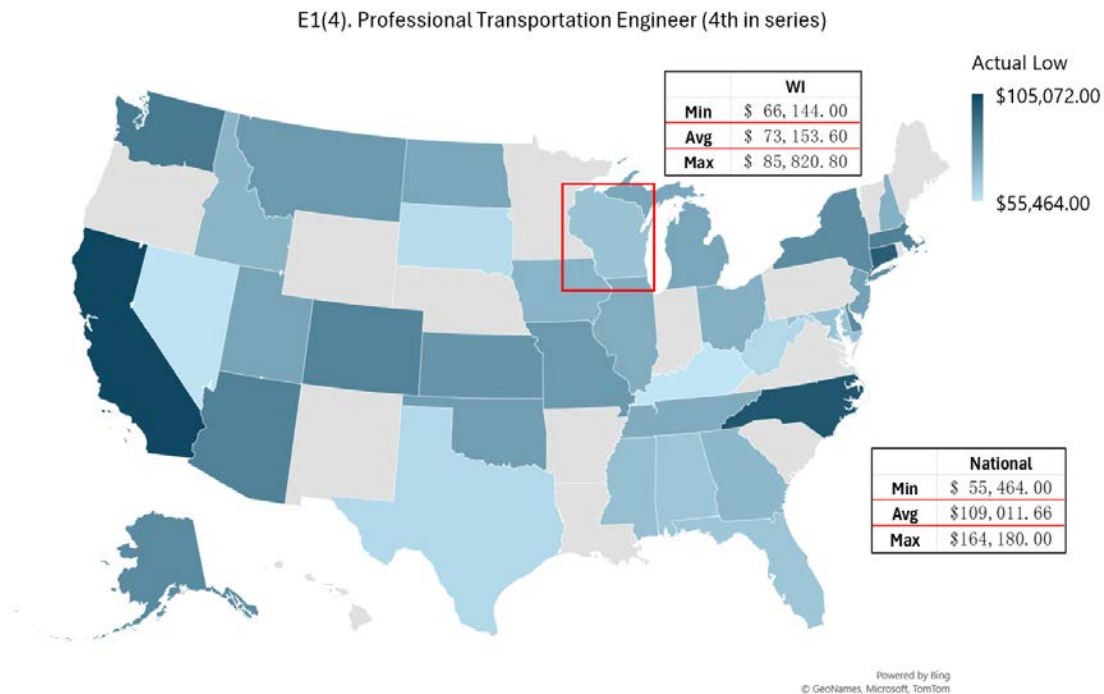 E1(4). Professional Transportation Engineer (4th in series)
Actual Low
$105,072.00
$55,464.00
WI
Min $ 66,144.00
Avg $ 73,153.60
Max $ 85,820.80
National
Min $ 55,464.00
Avg $109,011.66
Max $164,180.00
Powered by Bing
© GeoNames, Microsoft, TomTom